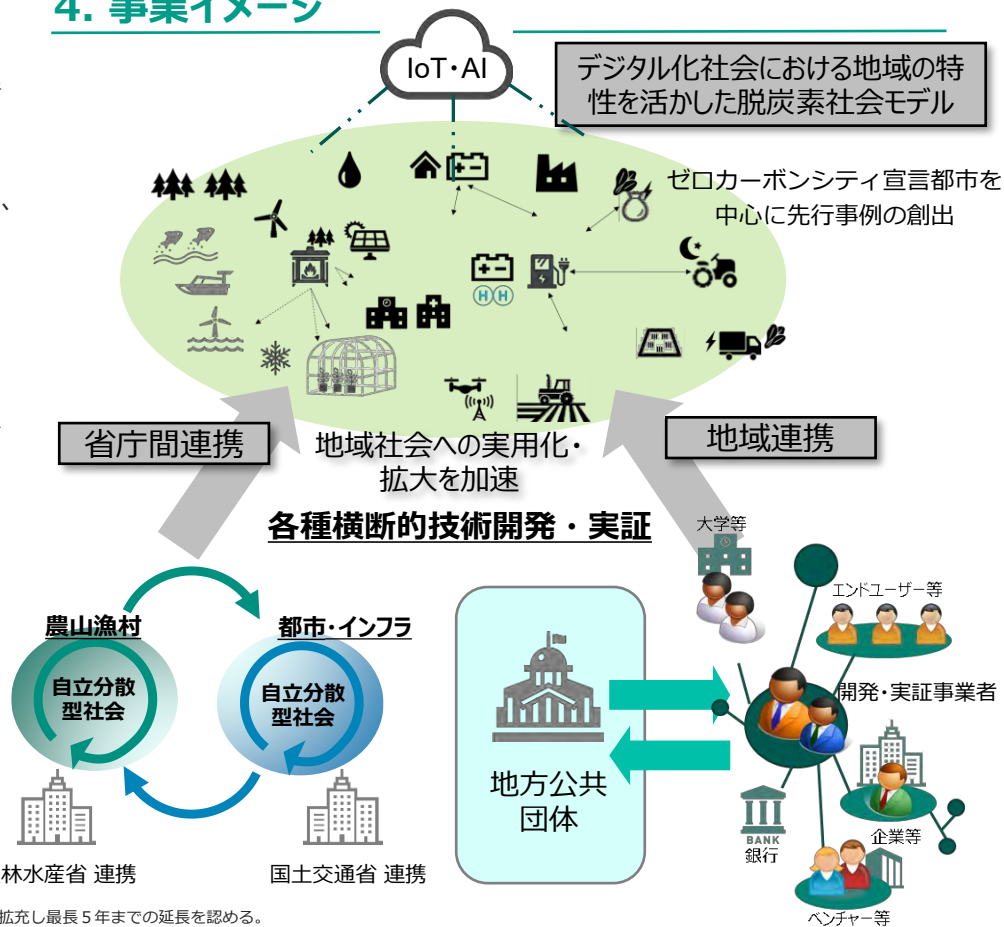 4. 事業イメージ
IoT・AI
デジタル化社会における地域の特
性を活かした脱炭素社会モデル
ゼロカーボンシティ宣言都市を
中心に先行事例の創出
、
H H
省庁間連携
地域社会への実用化・
拡大を加速
地域連携
各種横断的技術開発・実証
大学等
エンドユーザー等
農山漁村
都市・インフラ
自立分散
型社会
自立分散
型社会
開発・実証事業者
地方公共
団体
BANK
銀行
企業等
林水産省 連携
国土交通省 連携
ベンチャー等
拡充し最長５年までの延長を認める。